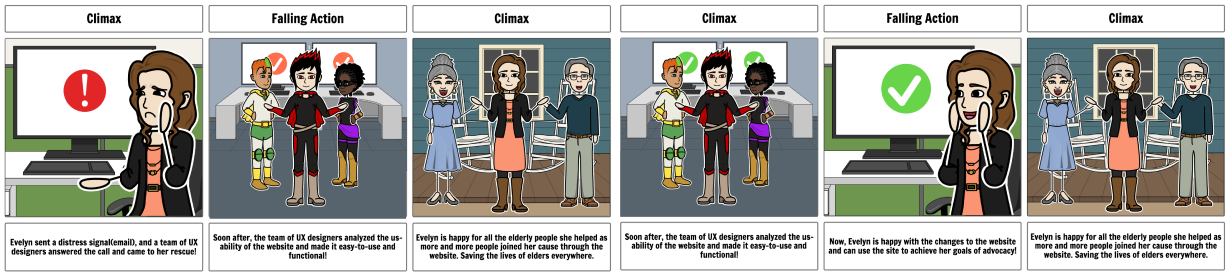 Climax
Falling Action
Climax
Climax
Falling Action
Climax
Evelyn sent a distress signal(email), and a team of UX
designers answered the call and came to her rescue!
Soon after, the team of UX designers analyzed the us-
ability of the website and made it easy-to-use and
functional!
Evelyn is happy for all the elderly people she helped as
more and more people joined her cause through the
website. Saving the lives of elders everywhere.
Soon after, the team of UX designers analyzed the us-
ability of the website and made it easy-to-use and
functional!
Now, Evelyn is happy with the changes to the website
and can use the site to achieve her goals of advocacy!
Evelyn is happy for all the elderly people she helped as
more and more people joined her cause through the
website. Saving the lives of elders everywhere.